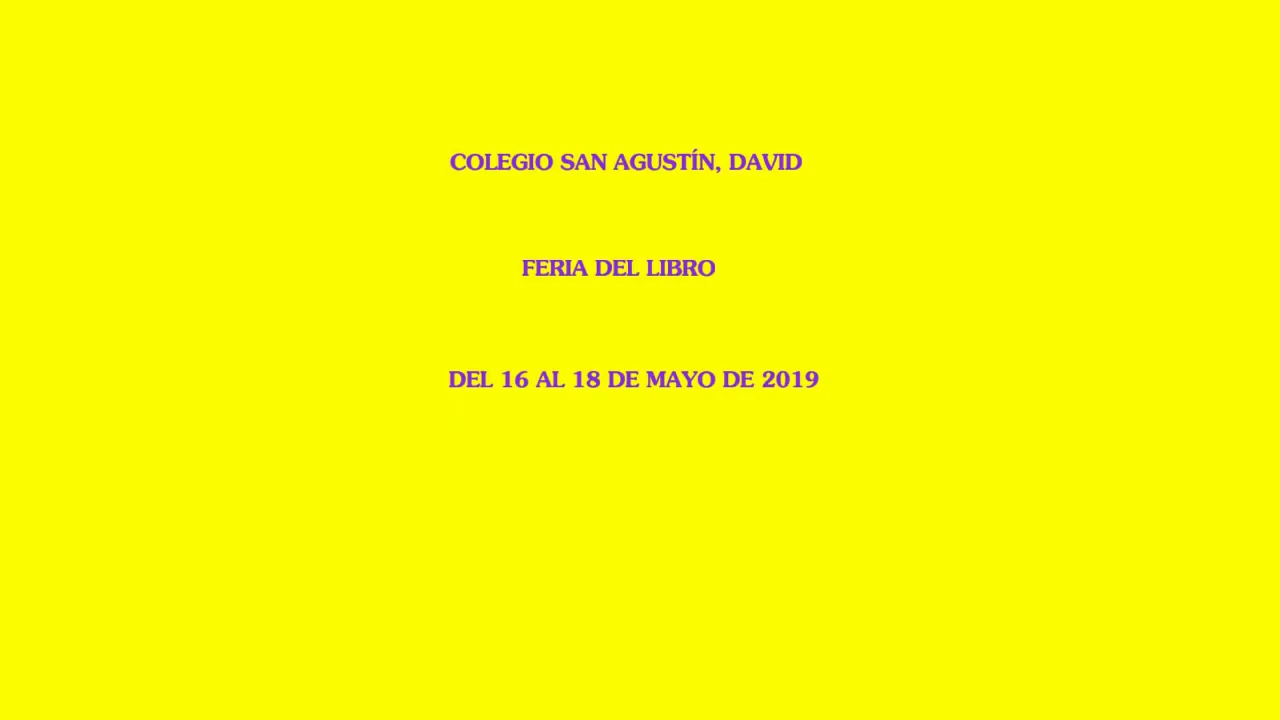 COLEGIO SAN AGUSTÍN, DAVID
FERIA DEL LIBRO
DEL 16 AL 18 DE MAYO DE 2019